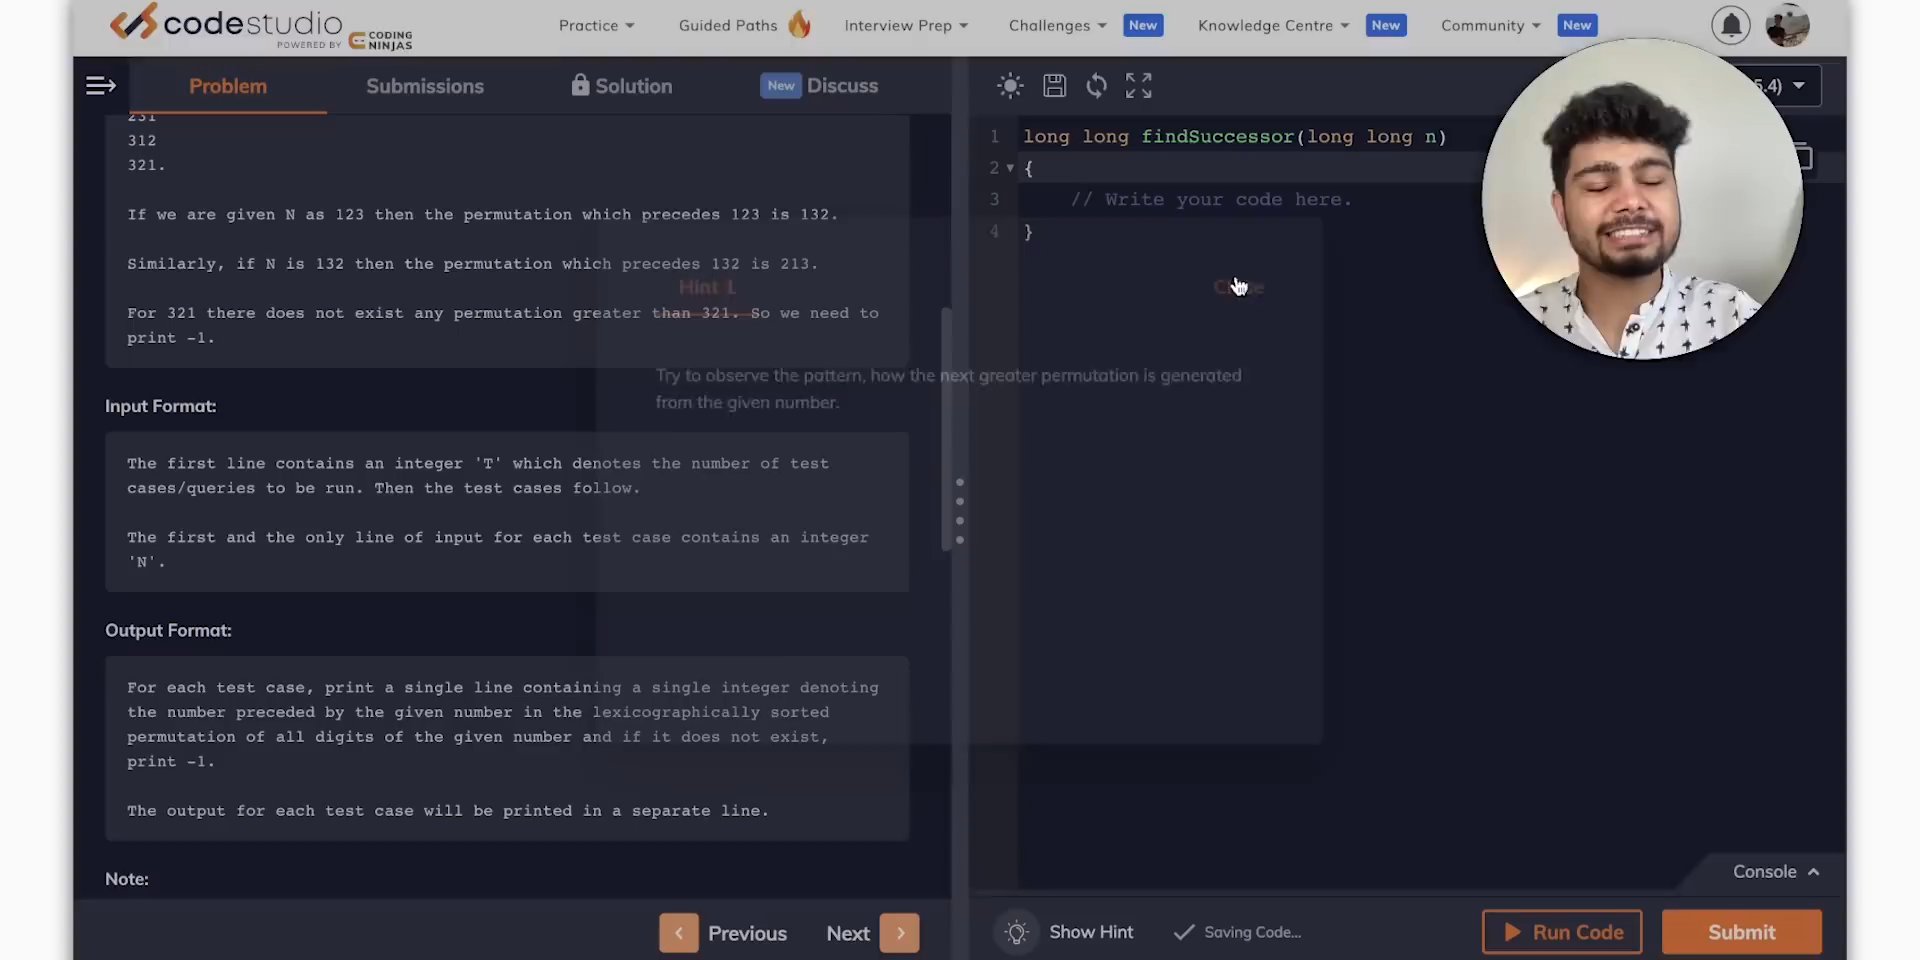 codestudio
POWERED BY CODING NINJAS
Practice
Guided Paths
Interview Prep
Challenges New
Knowledge Centre New
Community New
Problem
Submissions
Solution
New Discuss
231
312
321.
If we are given N as 123 then the permutation which precedes 123 is 132.
Similarly, if N is 132 then the permutation which precedes 132 is 213.
For 321 there does not exist any permutation greater than 321. So we need to
print -1.
Input Format:
The first line contains an integer 'T' which denotes the number of test
cases/queries to be run. Then the test cases follow.
The first and the only line of input for each test case contains an integer
'N'.
Output Format:
For each test case, print a single line containing a single integer denoting
the number preceded by the given number in the lexicographically sorted
permutation of all digits of the given number and if it does not exist,
print -1.
The output for each test case will be printed in a separate line.
Note:
Previous
Next
Hint 1
Close
Try to observe the pattern, how the next greater permutation is generated
from the given number.
5.4)
1 long long findSuccessor(long long n)
2 {
3 // Write your code here.
4 }
Console
Show Hint
Saving Code...
Run Code
Submit